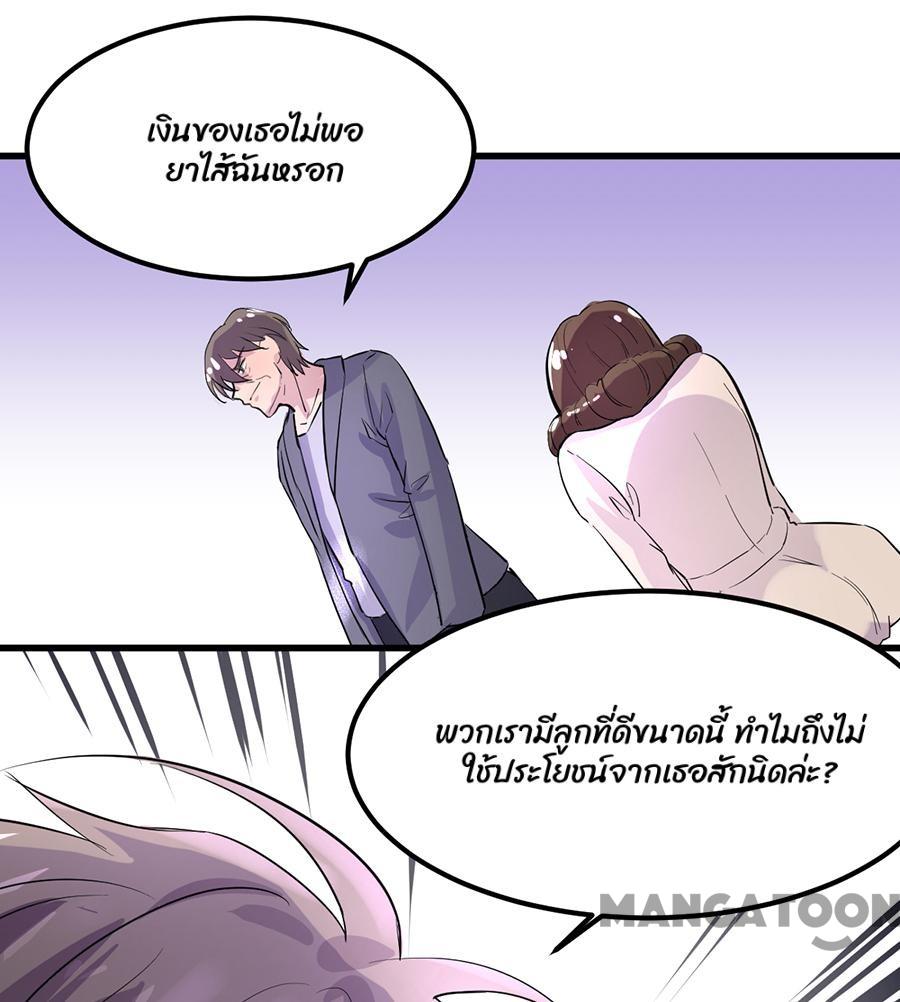 เงินของเธอไม่พอ
ยาไส้ฉันหรอก
พวกเรามีลูกที่ดีขนาดนี้ ทำไมถึงไม่
ใช้ประโยชน์จากเธอสักนิดล่ะ?
MANGATOON